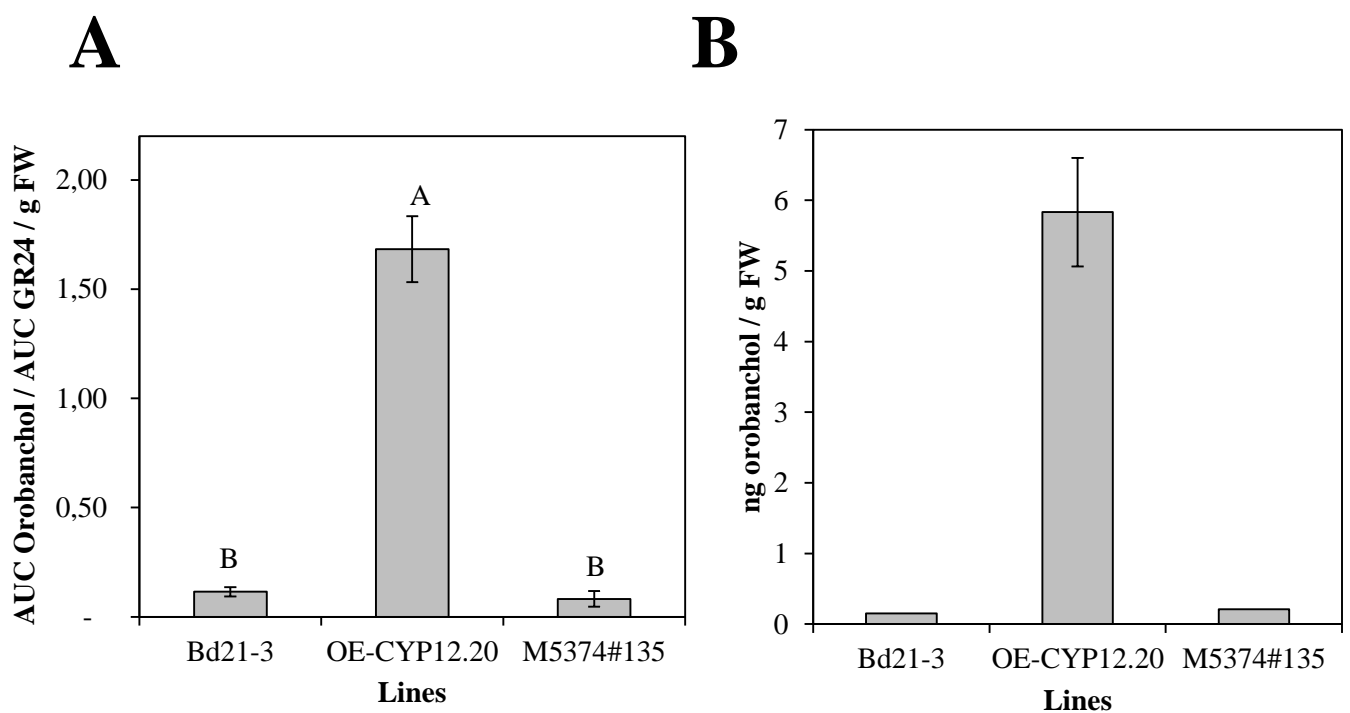 A
B
AUC Orobanchol / AUC GR24 / g FW
2,00
1,50
1,00
0,50
-
B
A
B
Bd21-3
OE-CYP12.20
M5374#135
Lines
ng orobanchol / g FW
7
6
5
4
3
2
1
0
Bd21-3
OE-CYP12.20
M5374#135
Lines